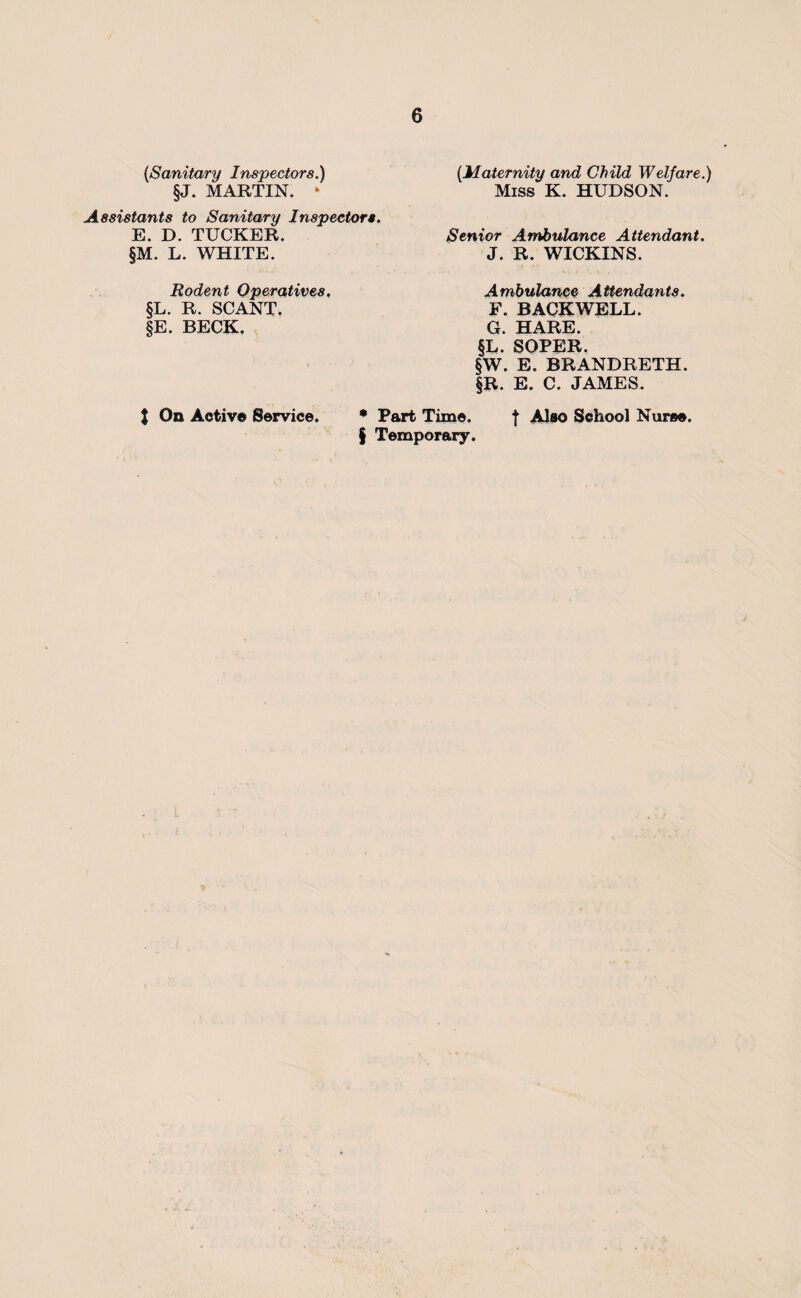 6
(Sanitary Inspectors.)
§J. MARTIN.
Assistants to Sanitary Inspectors.
E. D. TUCKER.
§M. L. WHITE.
Rodent Operatives.
§L. R. SCANT.
§E. BECK.
(Maternity and Child Welfare.)
Miss K. HUDSON.
Senior Ambulance Attendant.
J. R. WICKINS.
Ambulance Attendants.
F. BACKWELL.
G. HARE.
§L. SOPER.
§W. E. BRANDRETH.
§R. E. C. JAMES.
‡ On Active Service. * Part Time. † Also School Nurse.
§ Temporary.